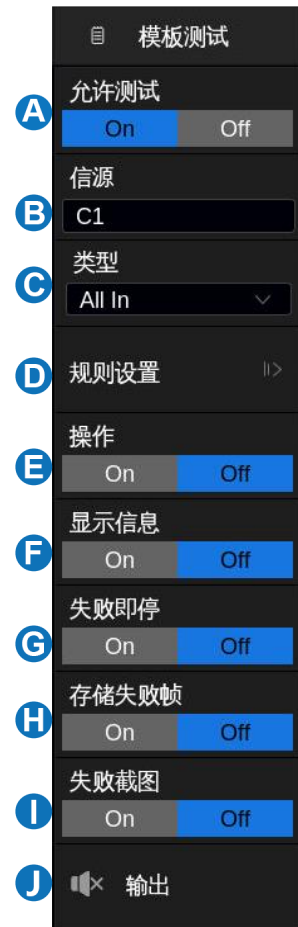 模板测试
A 允许测试
On Off
信源
B C1
类型
C All In
D 规则设置
操作
E On Off
显示信息
F On Off
失败即停
G On Off
存储失败帧
H On Off
失败截图
I On Off
J 输出